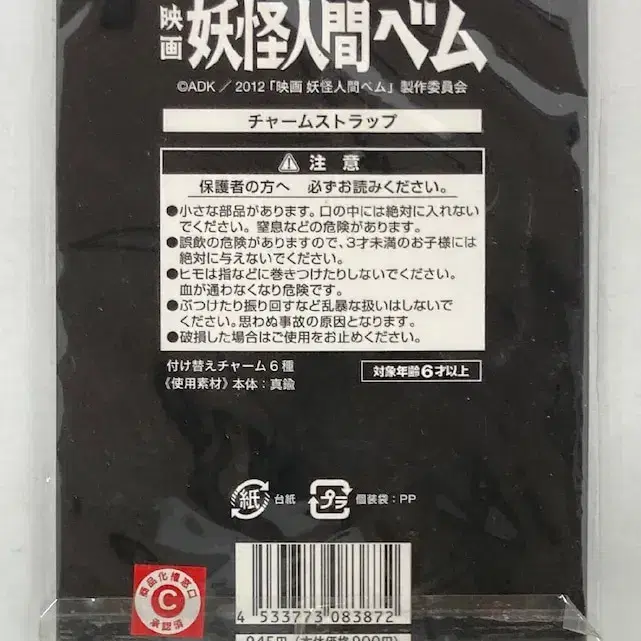 映画
妖怪人間ベム
©ADK / 2012「映画 妖怪人間ベム」製作委員会
チャームストラップ
⚠ 注意
保護者の方へ 必ずお読みください。
●小さな部品があります。口の中には絶対に入れない
でください。窒息などの危険があります。
●誤飲の危険がありますので、3才未満のお子様には
絶対に与えないでください。
●ヒモは指などに巻きつけたりしないでください。
血が通わなくなり危険です。
●ぶつけたり振り回すなど乱暴な扱いはしないで
ください。思わぬ事故の原因となります。
●破損した場合はご使用をお止めください。
付け替えチャーム6種
《使用素材》本体:真鍮
対象年齢6才以上
紙 台紙
プラ 個装袋:PP
商品化権窓口
C
承認済
4 533773 083872
945円(本体価格900円)